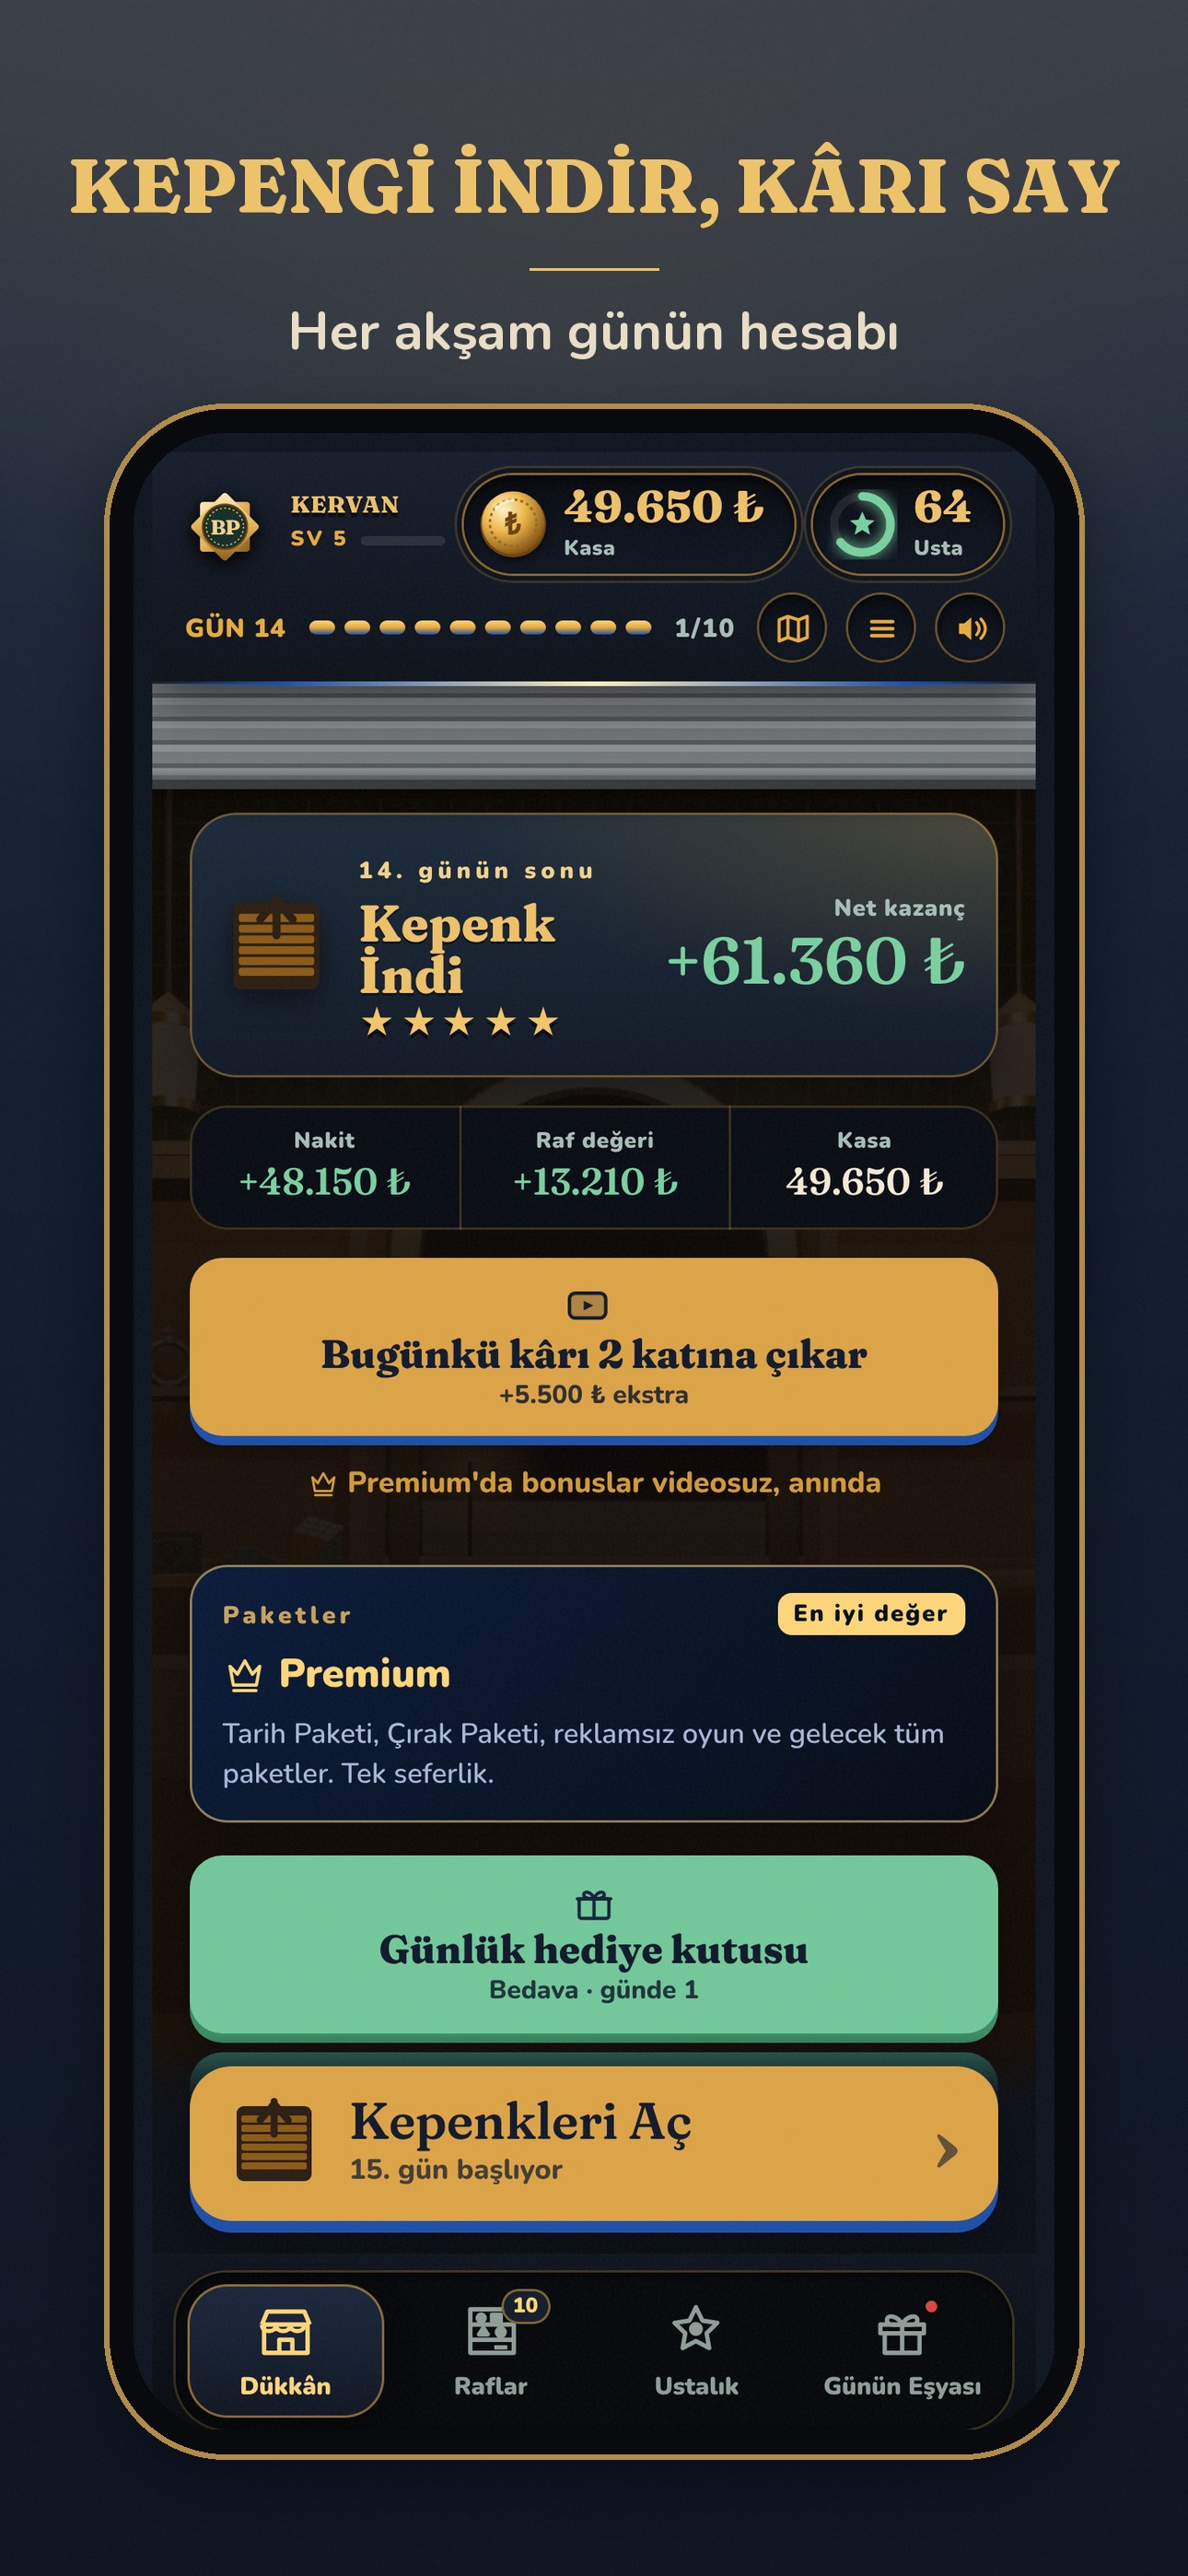 KEPENGİ İNDİR, KÂRI SAY
Her akşam günün hesabı
BP
KERVAN
SV 5
₺
49.650 ₺
Kasa
64
Usta
GÜN 14
1/10
14. günün sonu
Kepenk
İndi
★★★★★
Net kazanç
+61.360 ₺
Nakit
+48.150 ₺
Raf değeri
+13.210 ₺
Kasa
49.650 ₺
Bugünkü kârı 2 katına çıkar
+5.500 ₺ ekstra
Premium'da bonuslar videosuz, anında
Paketler
En iyi değer
Premium
Tarih Paketi, Çırak Paketi, reklamsız oyun ve gelecek tüm
paketler. Tek seferlik.
Günlük hediye kutusu
Bedava · günde 1
Kepenkleri Aç
15. gün başlıyor
Dükkân
10
Raflar
Ustalık
Günün Eşyası